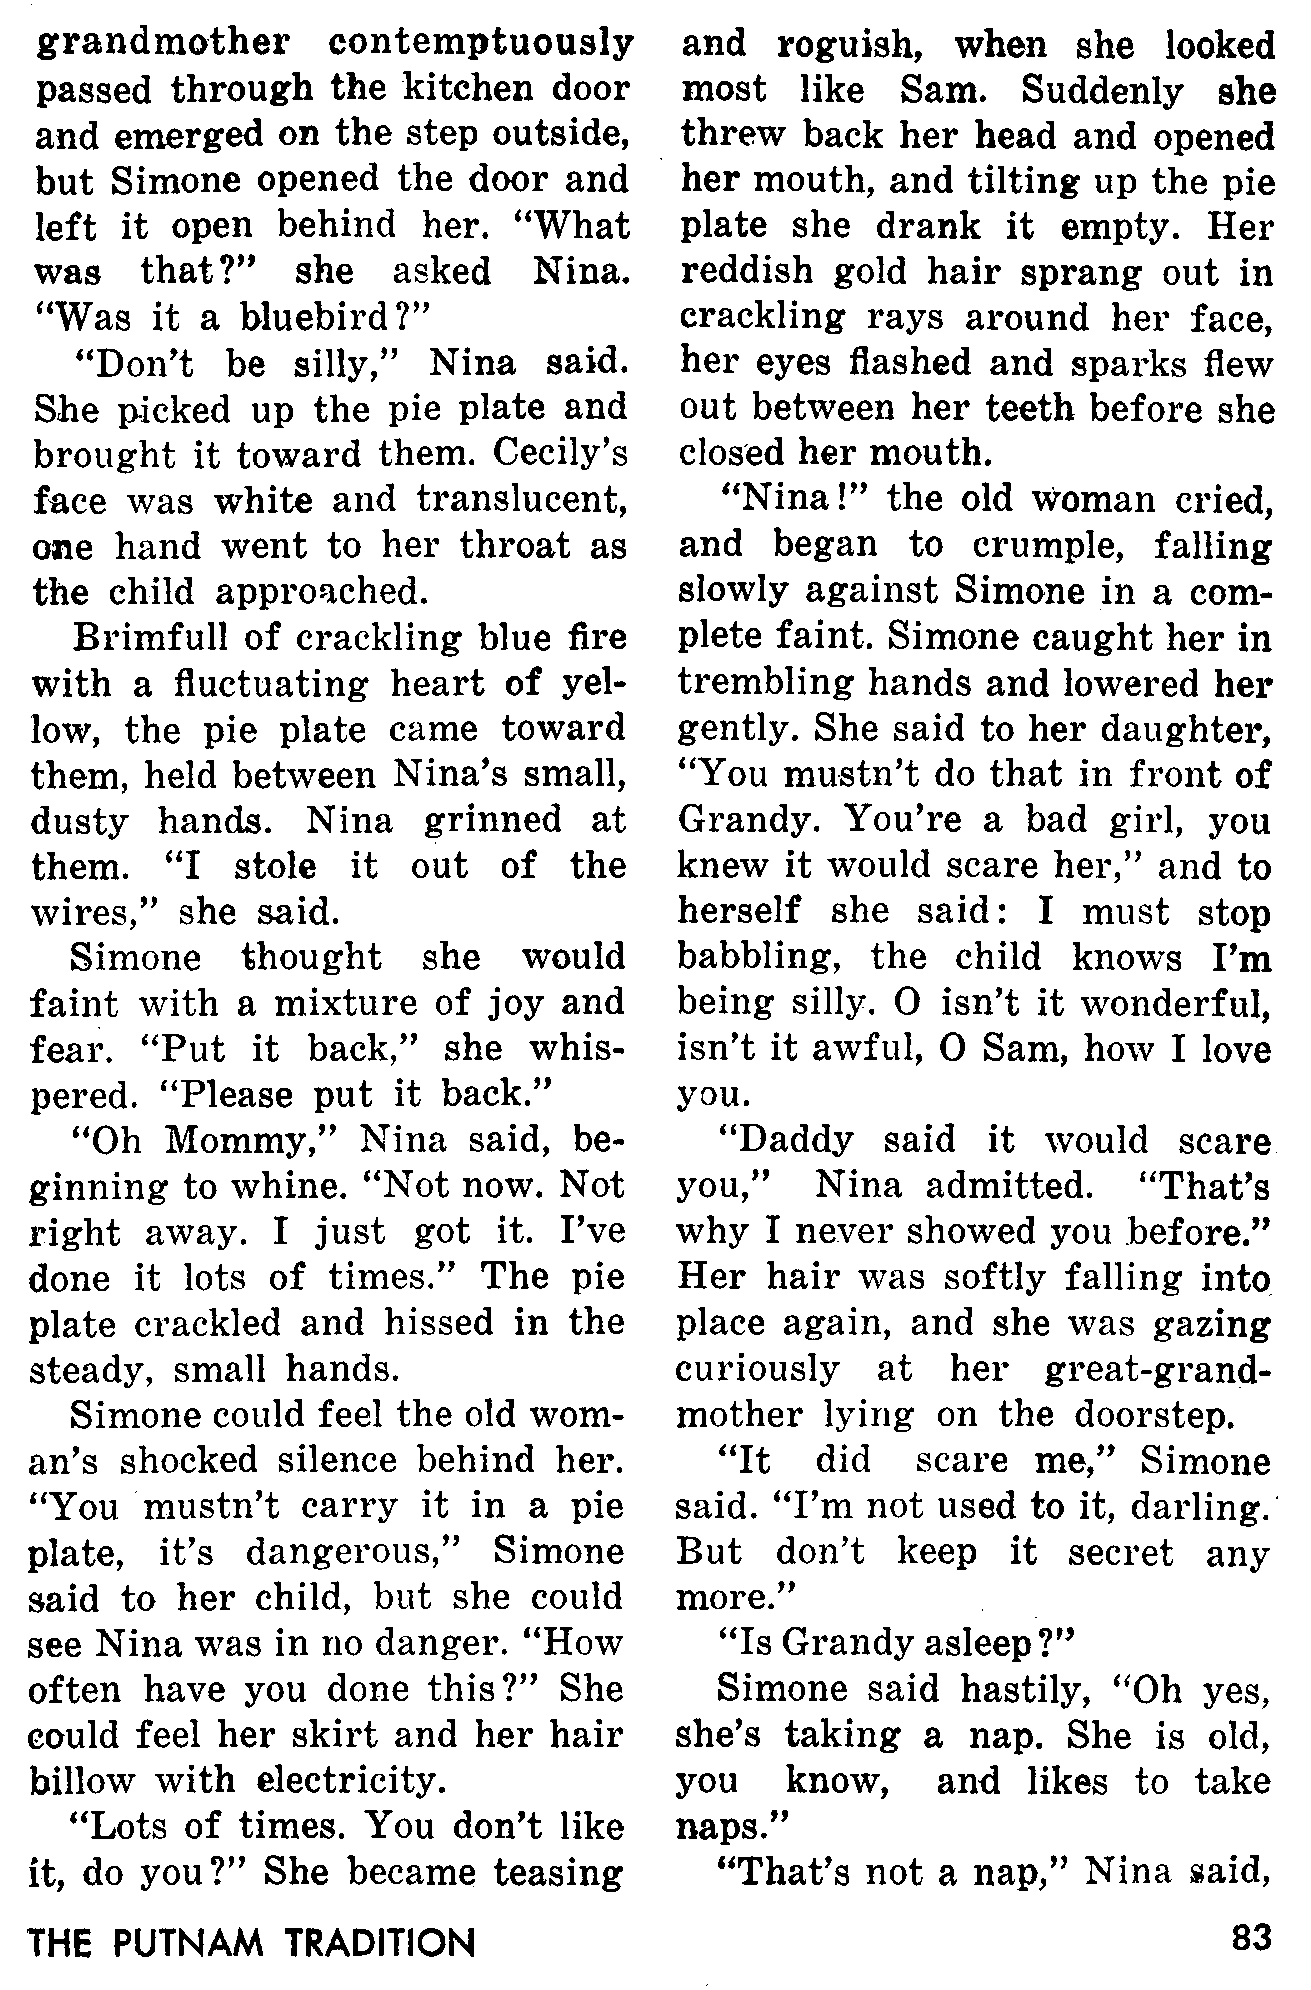 grandmother contemptuously
passed through the kitchen door
and emerged on the step outside,
but Simone opened the door and
left it open behind her. “What
was that?” she asked Nina.
“Was it a bluebird?”
“Don’t be silly,” Nina said.
She picked up the pie plate and
brought it toward them. Cecily’s
face was white and translucent,
one hand went to her throat as
the child approached.
Brimfull of crackling blue fire
with a fluctuating heart of yel-
low, the pie plate came toward
them, held between Nina’s small,
dusty hands. Nina grinned at
them. “I stole it out of the
wires,” she said.
Simone thought she would
faint with a mixture of joy and
fear. “Put it back,” she whis-
pered. “Please put it back.”
“Oh Mommy,” Nina said, be-
ginning to whine. “Not now. Not
right away. I just got it. I’ve
done it lots of times.” The pie
plate crackled and hissed in the
steady, small hands.
Simone could feel the old wom-
an’s shocked silence behind her.
“You mustn’t carry it in a pie
plate, it’s dangerous,” Simone
said to her child, but she could
see Nina was in no danger. “How
often have you done this?” She
could feel her skirt and her hair
billow with electricity.
“Lots of times. You don’t like
it, do you?” She became teasing
and roguish, when she looked
most like Sam. Suddenly she
threw back her head and opened
her mouth, and tilting up the pie
plate she drank it empty. Her
reddish gold hair sprang out in
crackling rays around her face,
her eyes flashed and sparks flew
out between her teeth before she
closed her mouth.
“Nina!” the old woman cried,
and began to crumple, falling
slowly against Simone in a com-
plete faint. Simone caught her in
trembling hands and lowered her
gently. She said to her daughter,
“You mustn’t do that in front of
Grandy. You’re a bad girl, you
knew it would scare her,” and to
herself she said: I must stop
babbling, the child knows I’m
being silly. O isn’t it wonderful,
isn’t it awful, O Sam, how I love
you.
“Daddy said it would scare
you,” Nina admitted. “That’s
why I never showed you before.”
Her hair was softly falling into
place again, and she was gazing
curiously at her great-grand-
mother lying on the doorstep.
“It did scare me,” Simone
said. “I’m not used to it, darling.
But don’t keep it secret any
more.”
“Is Grandy asleep?”
Simone said hastily, “Oh yes,
she’s taking a nap. She is old,
you know, and likes to take
naps.”
“That’s not a nap,” Nina said,
THE PUTNAM TRADITION
83